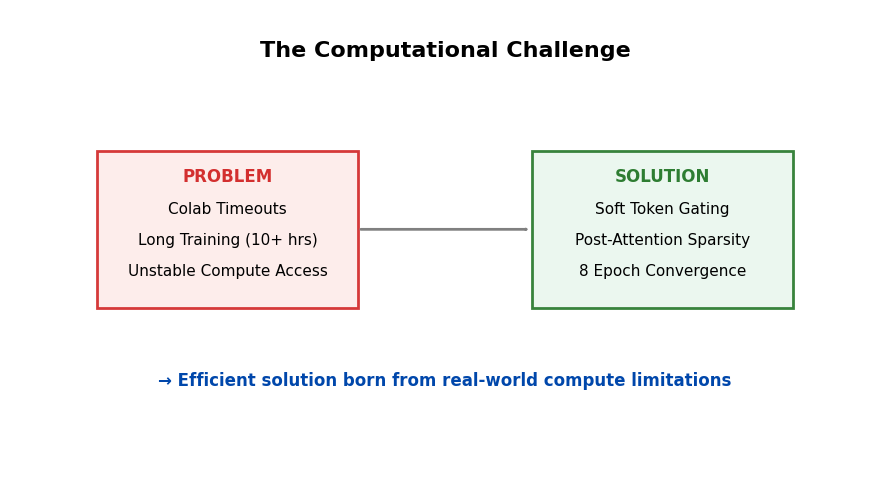 The Computational Challenge
PROBLEM
Colab Timeouts
Long Training (10+ hrs)
Unstable Compute Access
SOLUTION
Soft Token Gating
Post-Attention Sparsity
8 Epoch Convergence
→ Efficient solution born from real-world compute limitations